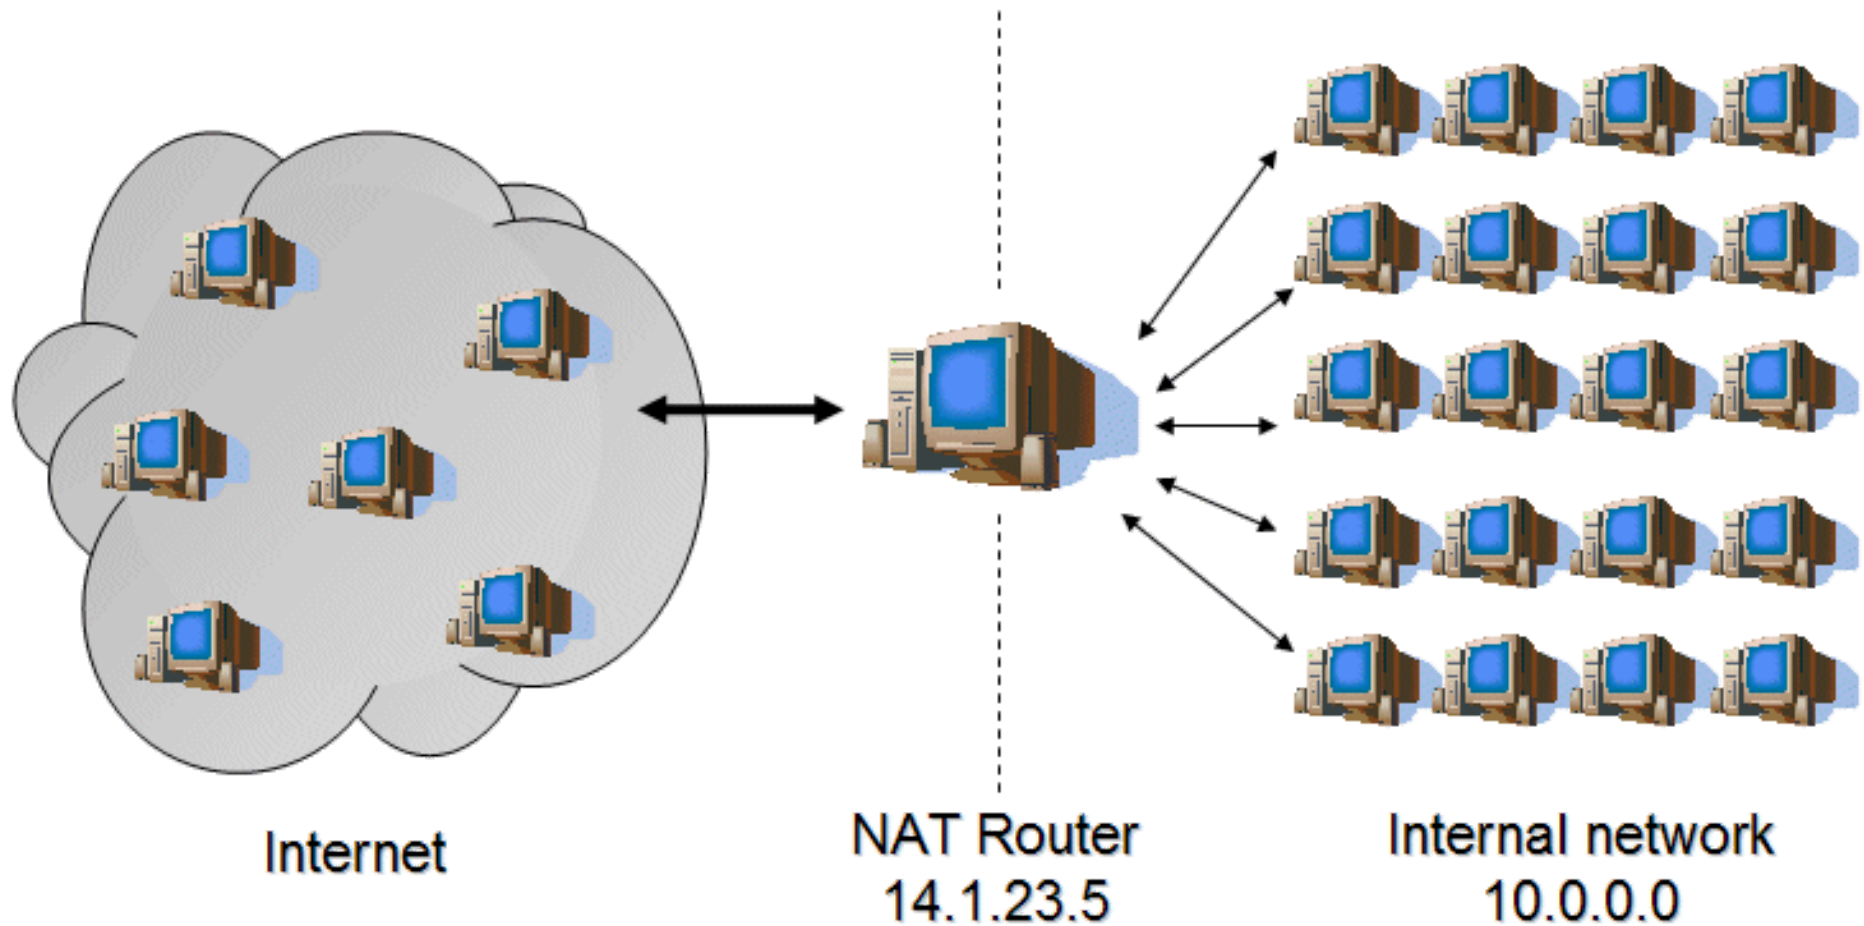 Internet
NAT Router
14.1.23.5
Internal network
10.0.0.0